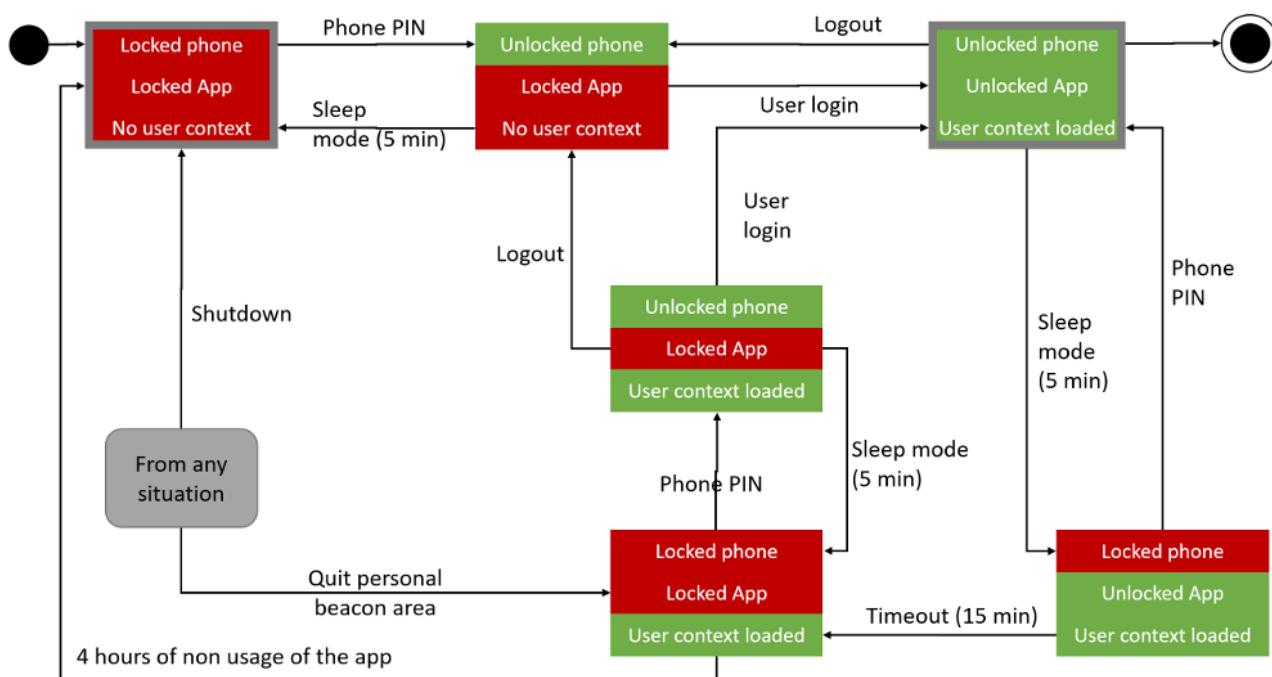 Locked phone
Locked App
No user context
Phone PIN
Sleep
mode (5 min)
Unlocked phone
Locked App
No user context
Logout
User login
Unlocked phone
Unlocked App
User context loaded
User
login
Logout
Phone
PIN
Shutdown
Unlocked phone
Locked App
User context loaded
Sleep
mode
(5 min)
From any
situation
Phone PIN
Sleep mode
(5 min)
Quit personal
beacon area
Locked phone
Locked App
User context loaded
Timeout (15 min)
Locked phone
Unlocked App
User context loaded
4 hours of non usage of the app